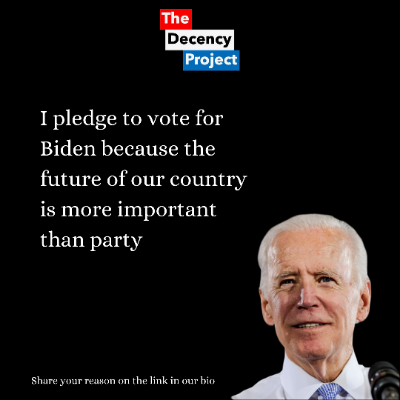 The
Decency
Project
I pledge to vote for
Biden because the
future of our country
is more important
than party
Share your reason on the link in our bio